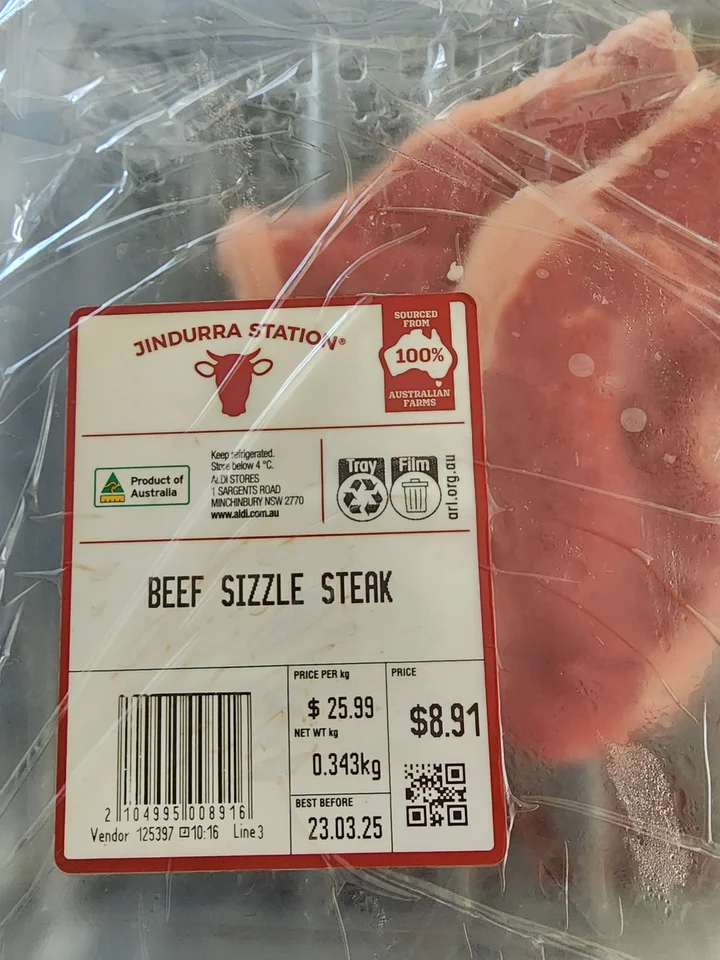 JINDURRA STATION®
SOURCED
FROM
100%
AUSTRALIAN
FARMS
Product of
Australia
Keep refrigerated.
Store below 4 °C.
ALDI STORES
1 SARGENTS ROAD
MINCHINBURY NSW 2770
www.aldi.com.au
Tray
Film
arl.org.au
BEEF SIZZLE STEAK
PRICE PER kg
$ 25.99
NET WT kg
0.343kg
BEST BEFORE
23.03.25
PRICE
$8.91
2 104995 008916
Vendor 125397 10:16 Line 3